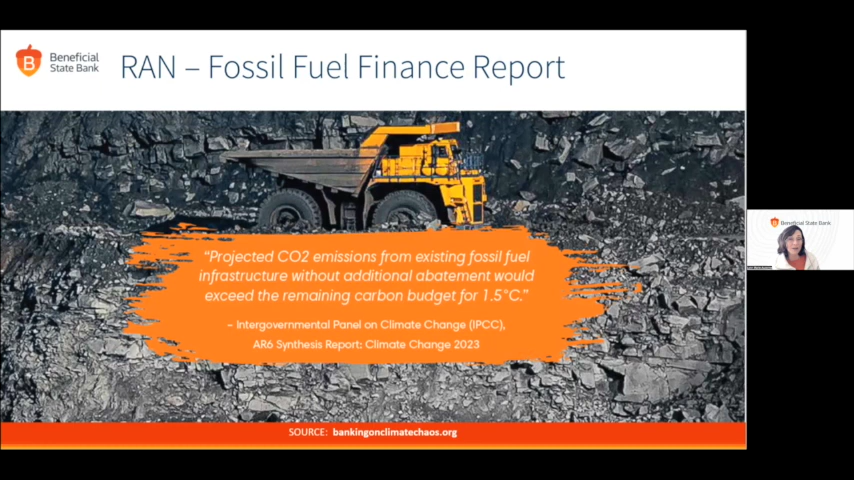 Beneficial
State Bank
RAN – Fossil Fuel Finance Report
“Projected CO2 emissions from existing fossil fuel
infrastructure without additional abatement would
exceed the remaining carbon budget for 1.5°C.”
– Intergovernmental Panel on Climate Change (IPCC),
AR6 Synthesis Report: Climate Change 2023
SOURCE: bankingonclimatechaos.org
Beneficial State Bank